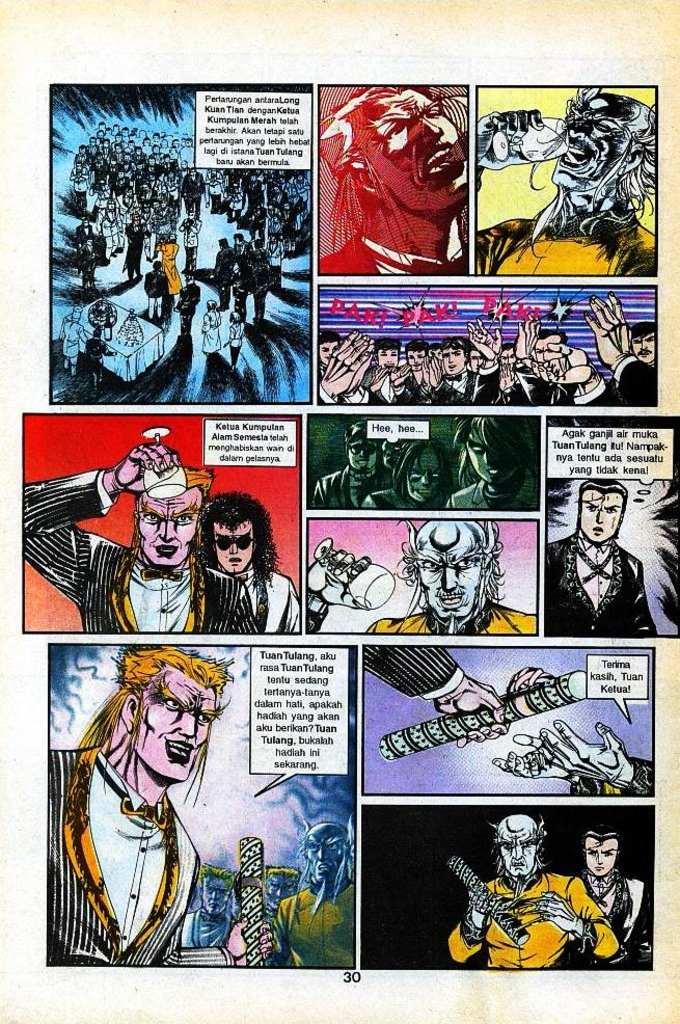 Pertarungan antara Long
Kuan Tian dengan Ketua
Kumpulan Merah telah
berakhir. Akan tetapi satu
pertarungan yang lebih hebat
lagi di istana Tuan Tulang
baru akan bermula.
PAK! PAK! PAK!
Ketua Kumpulan
Alam Semesta telah
menghabiskan wain di
dalam gelasnya.
Hee, hee...
Agak ganjil air muka
Tuan Tulang itu! Nampak-
nya tentu ada sesuatu
yang tidak kena!
Tuan Tulang, aku
rasa Tuan Tulang
tentu sedang
tertanya-tanya
dalam hati, apakah
hadiah yang akan
aku berikan? Tuan
Tulang, bukalah
hadiah ini
sekarang.
Terima
kasih, Tuan
Ketua!
30